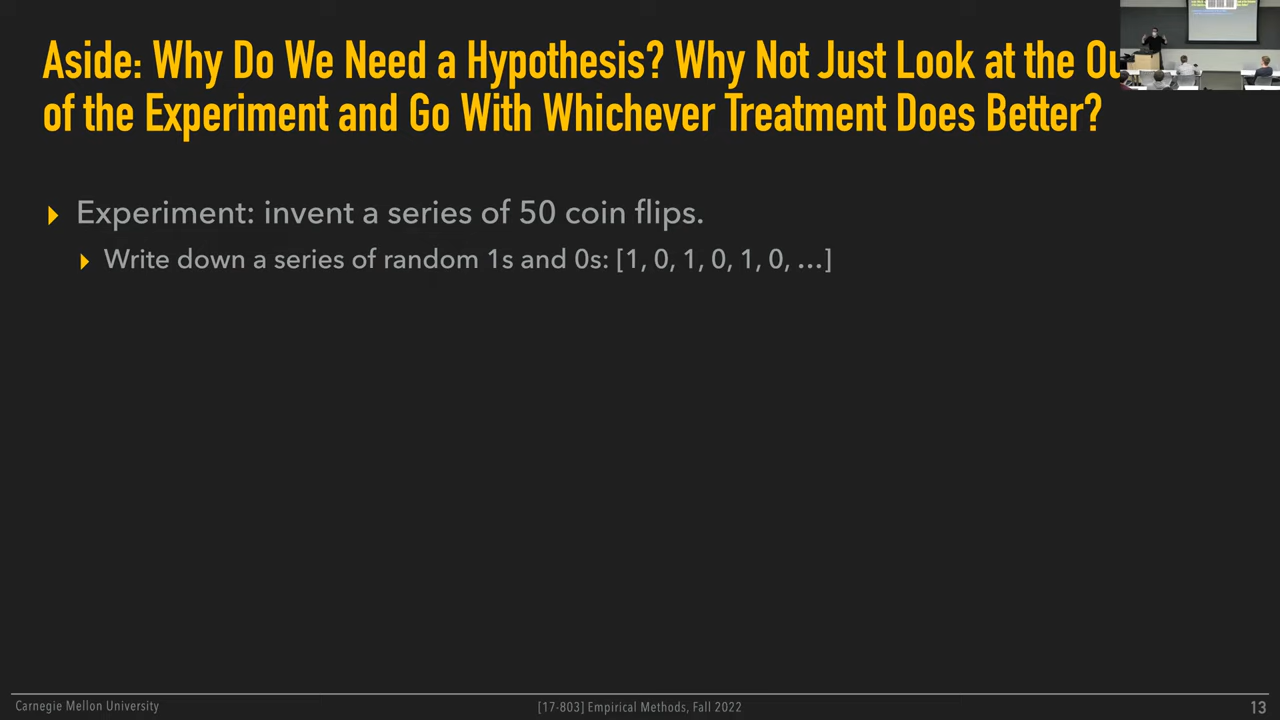 Aside: Why Do We Need a Hypothesis? Why Not Just Look at the
of the Experiment and Go With Whichever Treatment Does Better?
Experiment: invent a series of 50 coin flips.
Write down a series of random 1s and 0s: [1, 0, 1, 0, 1, 0, …]
Carnegie Mellon University
[17-803] Empirical Methods, Fall 2022
13